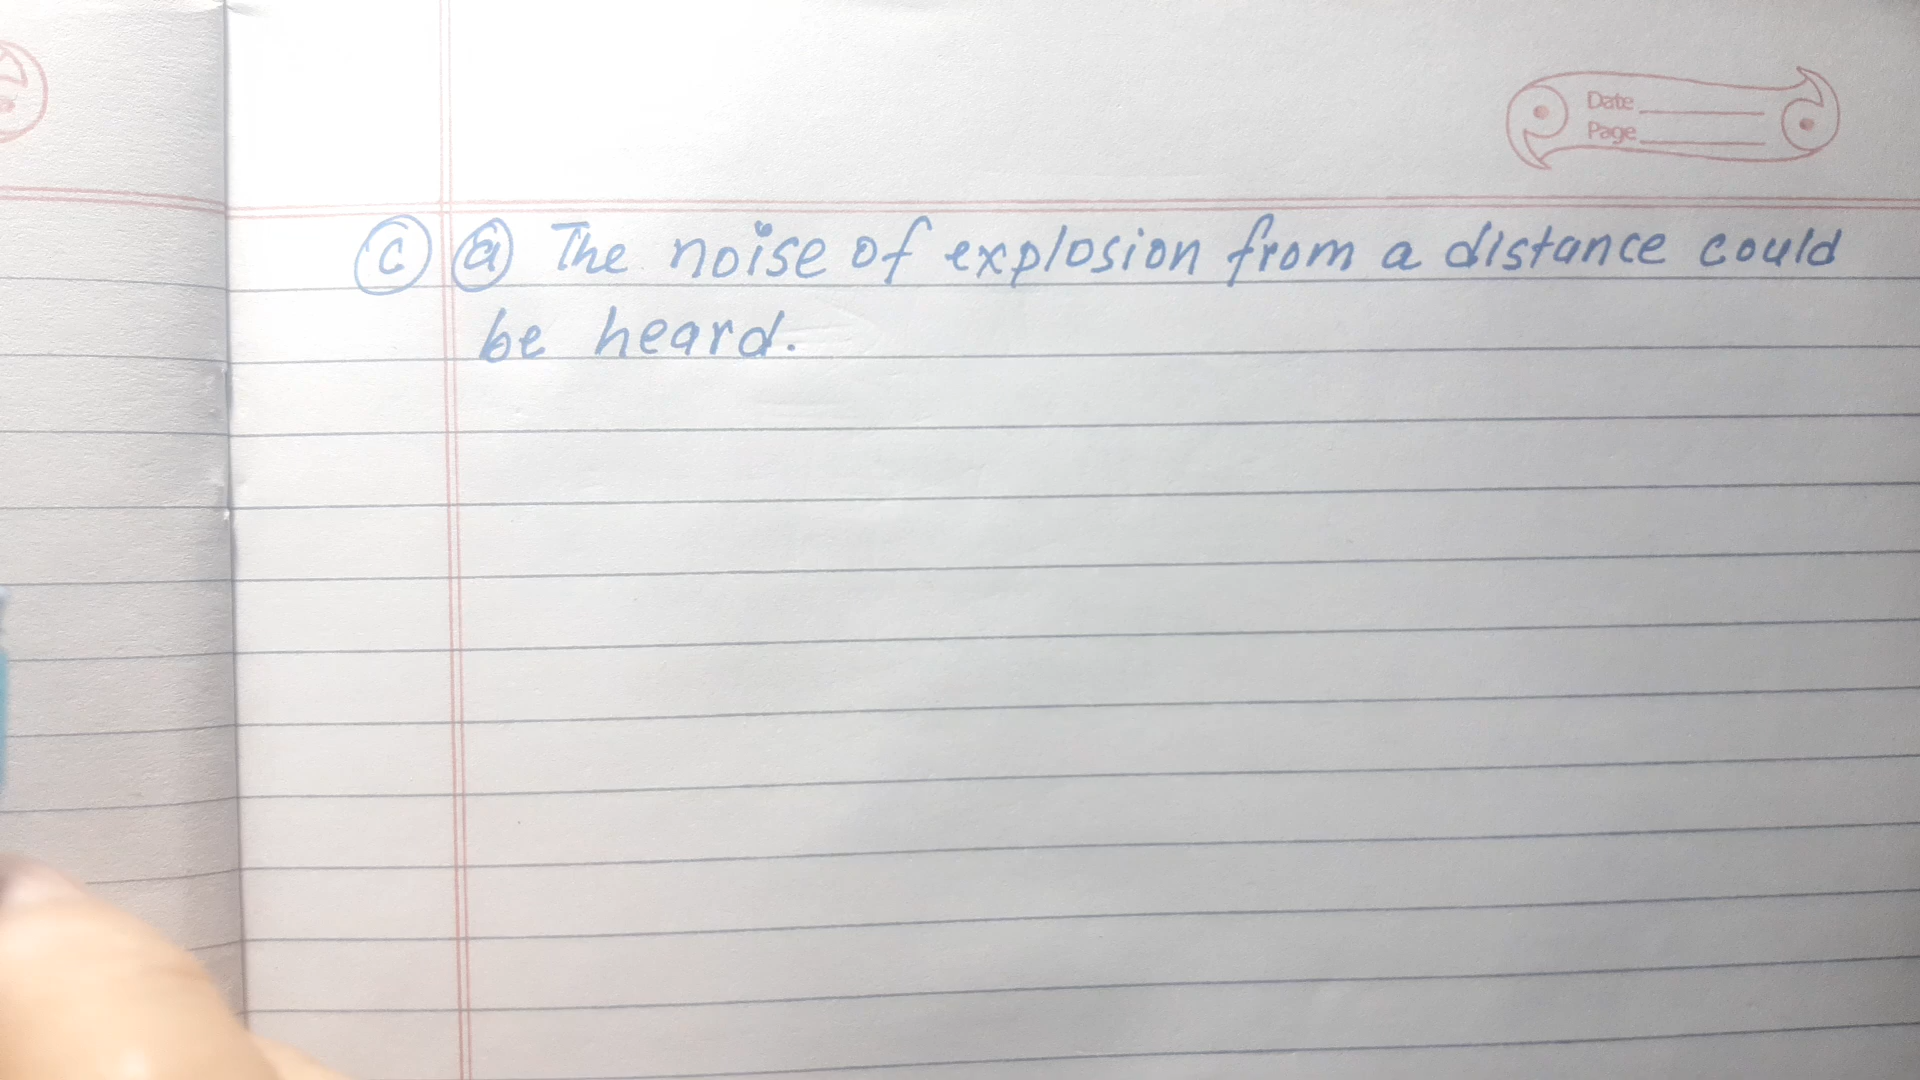 Date
Page
C a The noise of explosion from a distance could
be heard.